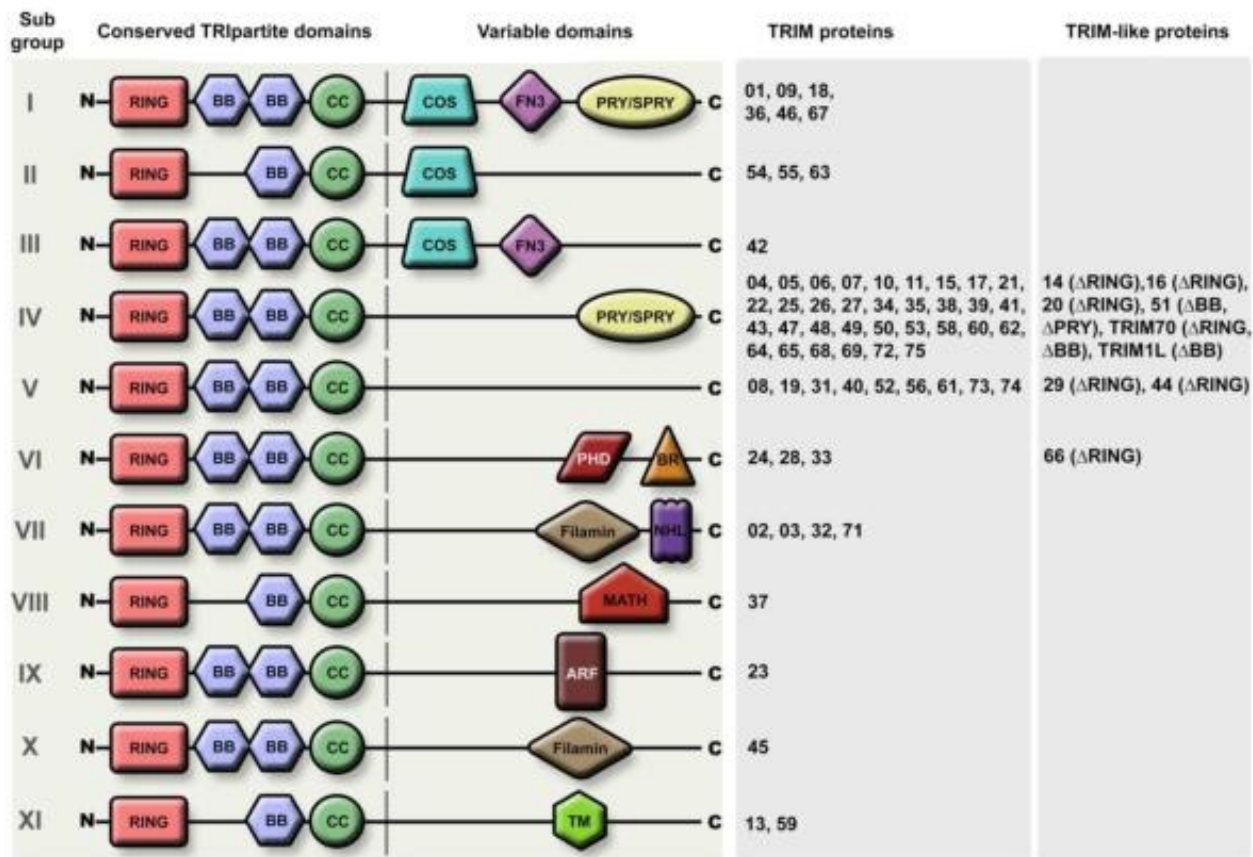 Sub group Conserved TRIpartite domains Variable domains TRIM proteins TRIM-like proteins
I N RING BB BB CC COS FN3 PRY/SPRY C 01, 09, 18,
36, 46, 67
II N RING BB CC COS C 54, 55, 63
III N RING BB BB CC COS FN3 C 42
IV N RING BB BB CC PRY/SPRY C
04, 05, 06, 07, 10, 11, 15, 17, 21, 14 (ΔRING),16 (ΔRING),
22, 25, 26, 27, 34, 35, 38, 39, 41, 20 (ΔRING), 51 (ΔBB,
43, 47, 48, 49, 50, 53, 58, 60, 62, ΔPRY), TRIM70 (ΔRING,
64, 65, 68, 69, 72, 75 ΔBB), TRIM1L (ΔBB)
V N RING BB BB CC C 08, 19, 31, 40, 52, 56, 61, 73, 74 29 (ΔRING), 44 (ΔRING)
VI N RING BB BB CC PHD BR C 24, 28, 33 66 (ΔRING)
VII N RING BB BB CC Filamin NHL C 02, 03, 32, 71
VIII N RING BB CC MATH C 37
IX N RING BB BB CC ARF C 23
X N RING BB BB CC Filamin C 45
XI N RING BB CC TM C 13, 59